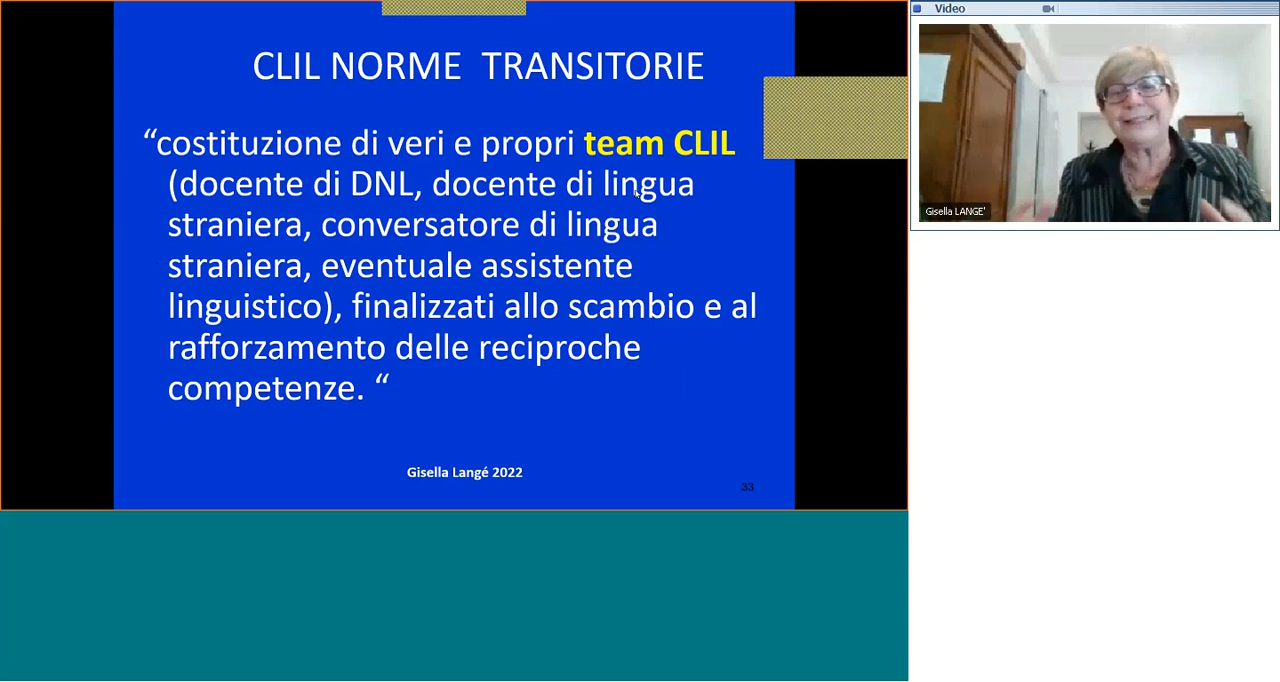 CLIL NORME TRANSITORIE
“costituzione di veri e propri team CLIL
(docente di DNL, docente di lingua
straniera, conversatore di lingua
straniera, eventuale assistente
linguistico), finalizzati allo scambio e al
rafforzamento delle reciproche
competenze. “
Gisella Langé 2022
33
Video
Gisella LANGE'